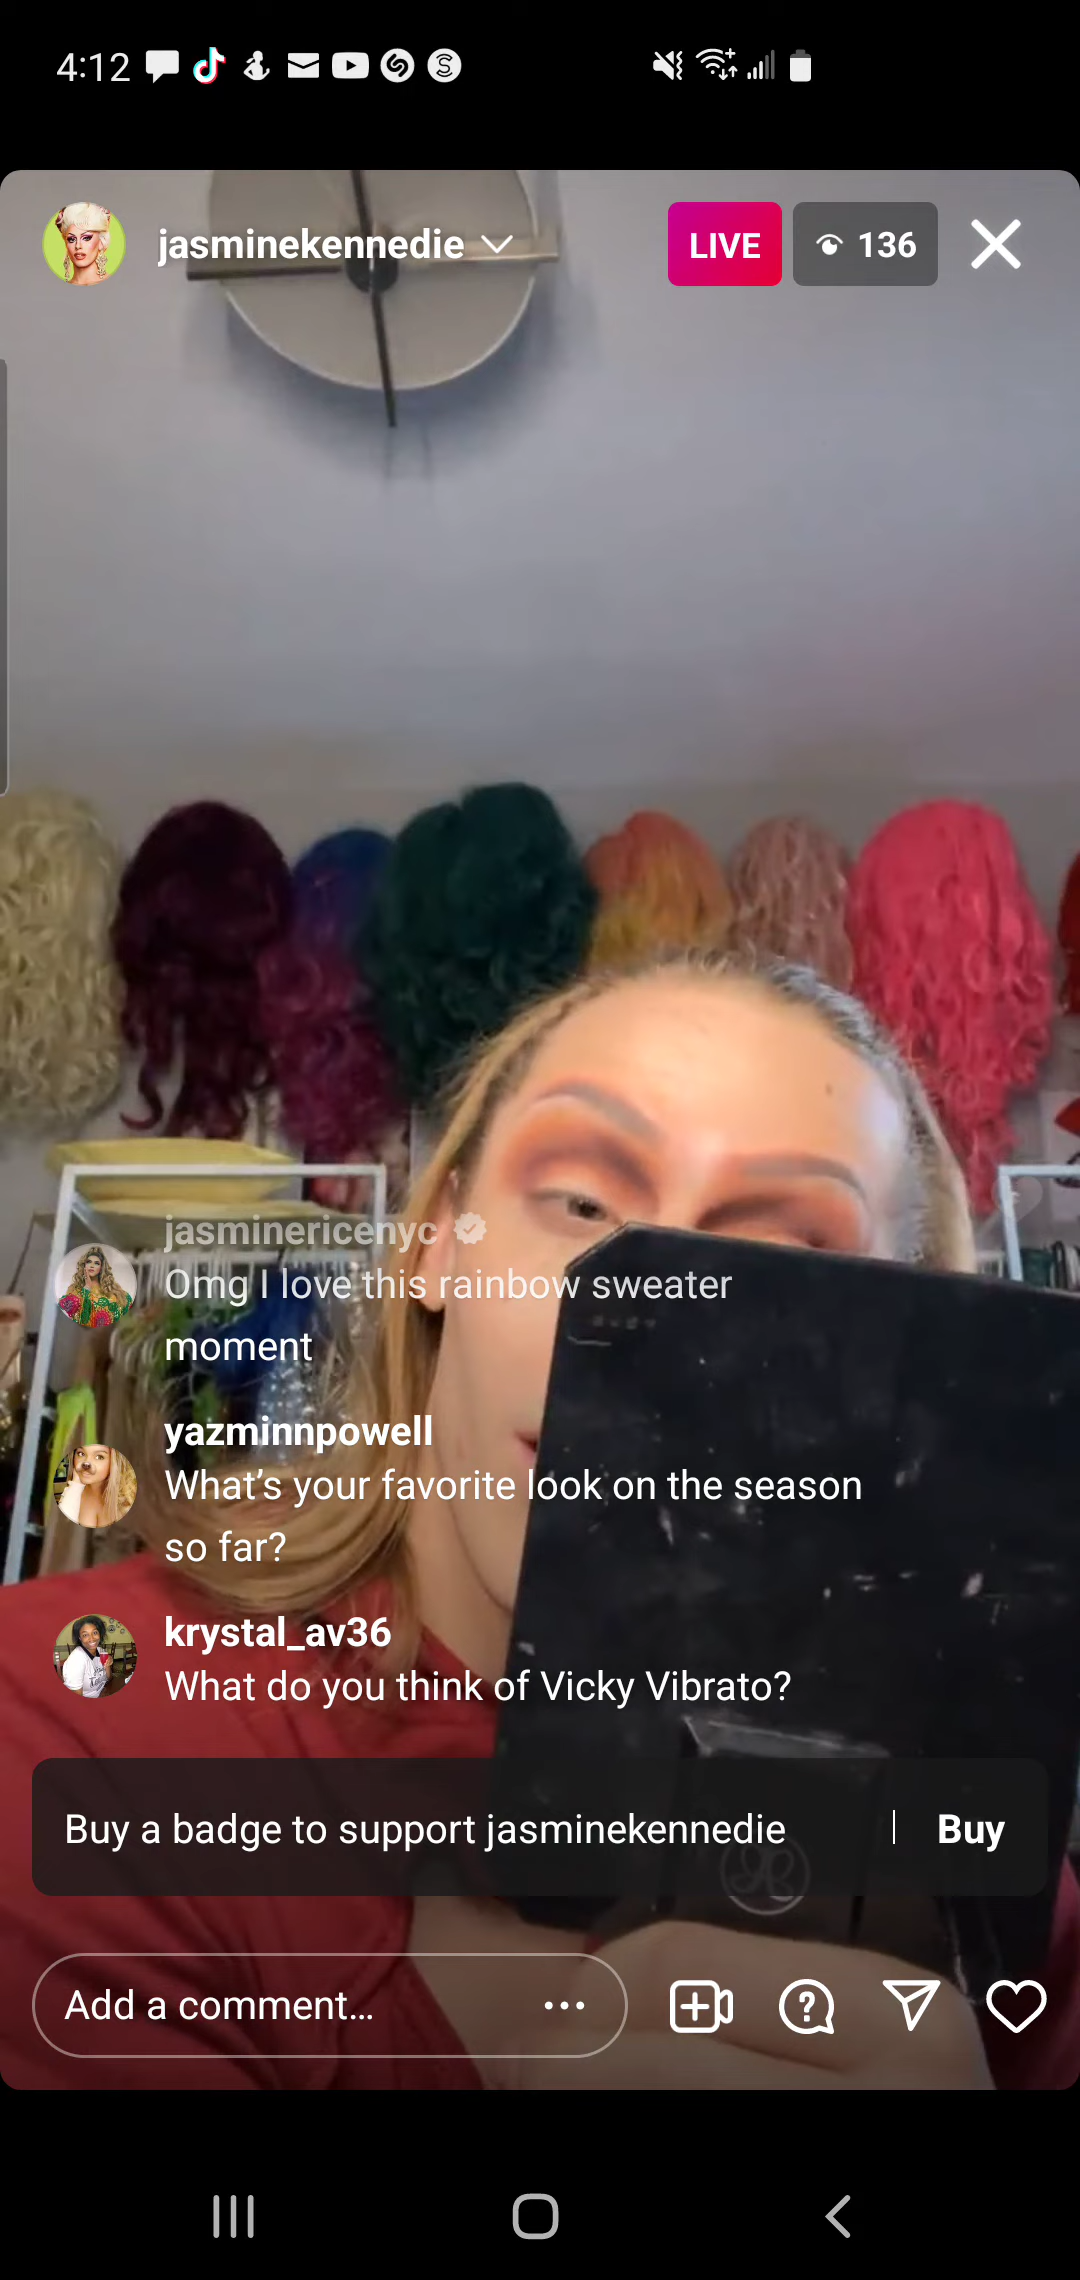 4:12
jasminekennedie
LIVE
136
jasminericenyc
Omg I love this rainbow sweater
moment
yazminnpowell
What's your favorite look on the season
so far?
krystal_av36
What do you think of Vicky Vibrato?
Buy a badge to support jasminekennedie
Buy
Add a comment...